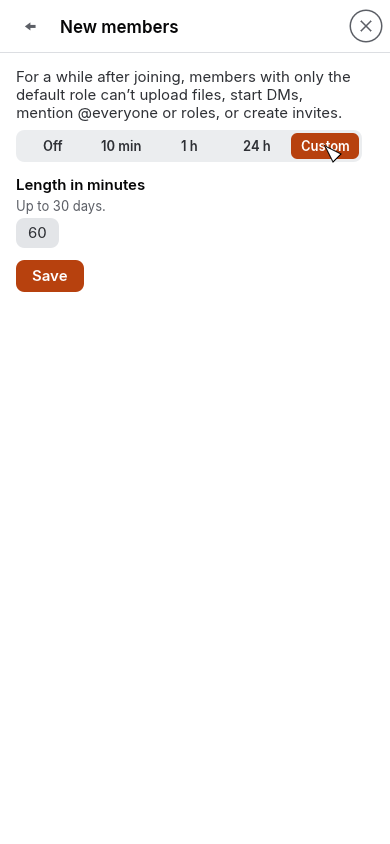 New members
For a while after joining, members with only the
default role can’t upload files, start DMs,
mention @everyone or roles, or create invites.
Off 10 min 1 h 24 h Custom
Length in minutes
Up to 30 days.
60
Save